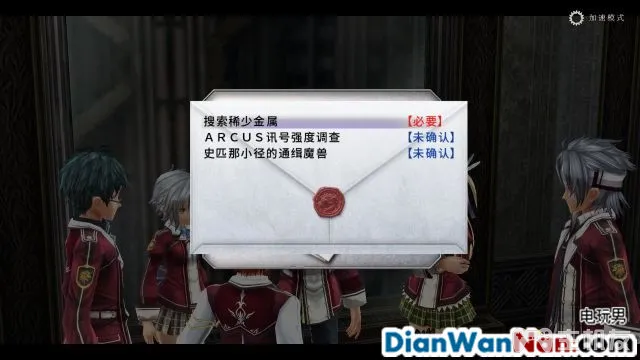 加速模式
搜索稀少金属 【必要】
ＡＲＣＵＳ讯号强度调查 【未确认】
史匹那小径的通缉魔兽 【未确认】
电玩男
DianWanNan.com